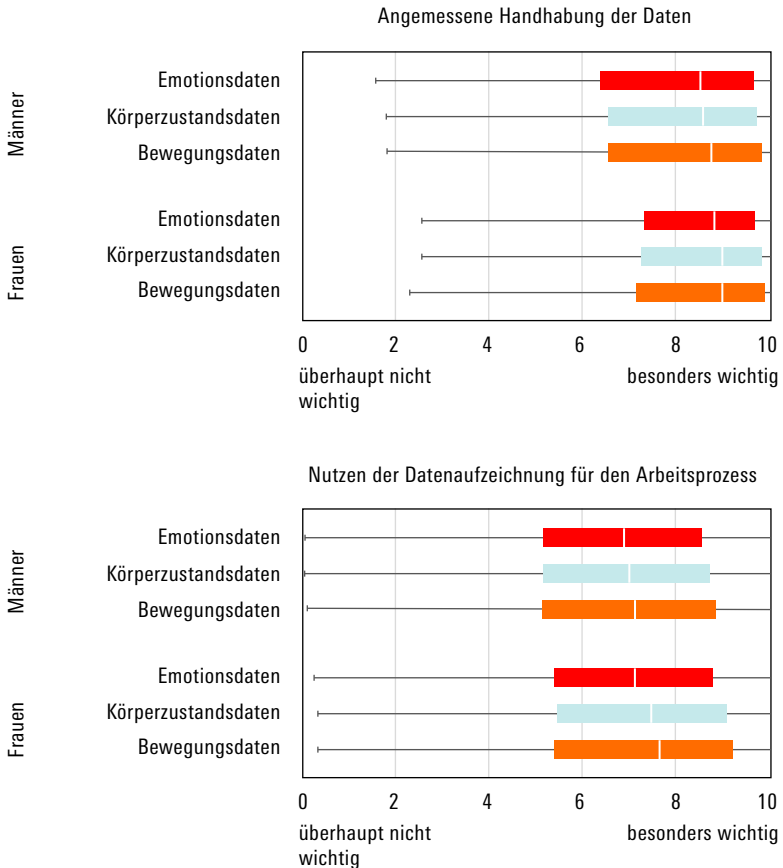 Angemessene Handhabung der Daten
Männer
Emotionsdaten
Körperzustandsdaten
Bewegungsdaten
Frauen
Emotionsdaten
Körperzustandsdaten
Bewegungsdaten
0 2 4 6 8 10
überhaupt nicht wichtig
besonders wichtig
Nutzen der Datenaufzeichnung für den Arbeitsprozess
Männer
Emotionsdaten
Körperzustandsdaten
Bewegungsdaten
Frauen
Emotionsdaten
Körperzustandsdaten
Bewegungsdaten
0 2 4 6 8 10
überhaupt nicht wichtig
besonders wichtig